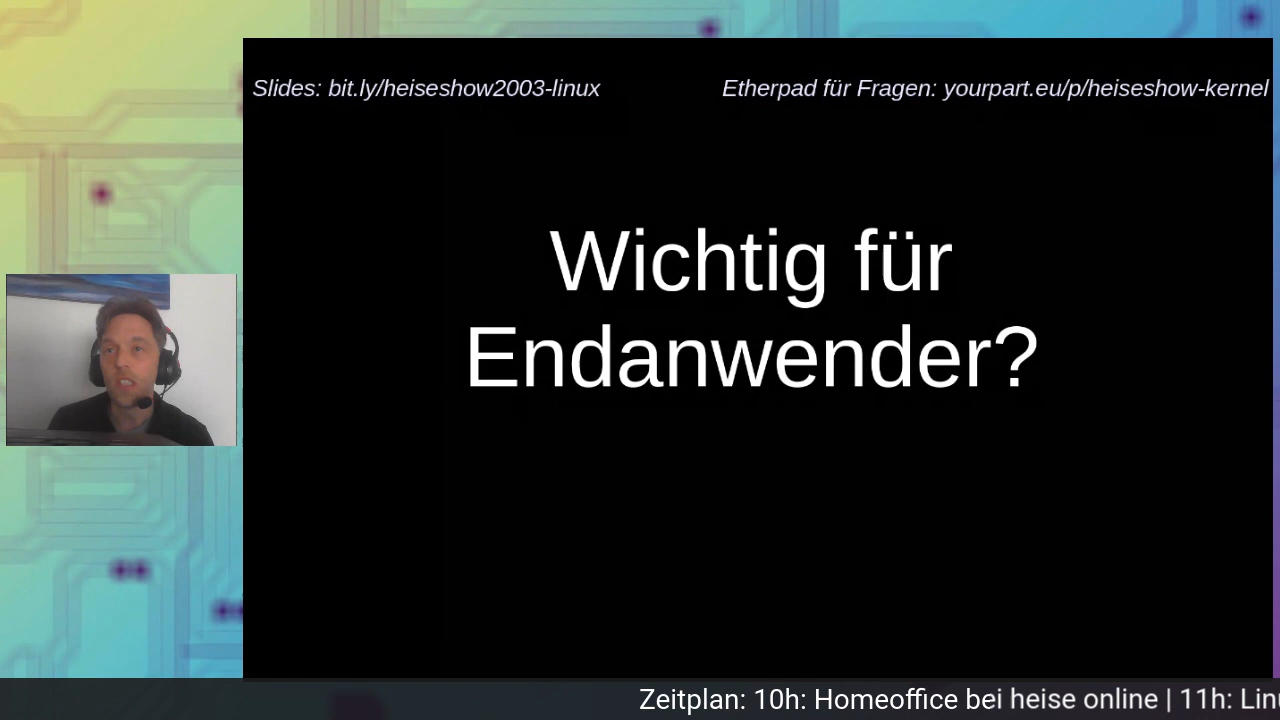 Slides: bit.ly/heiseshow2003-linux
Etherpad für Fragen: yourpart.eu/p/heiseshow-kernel
Wichtig für
Endanwender?
Zeitplan: 10h: Homeoffice bei heise online | 11h: Lin